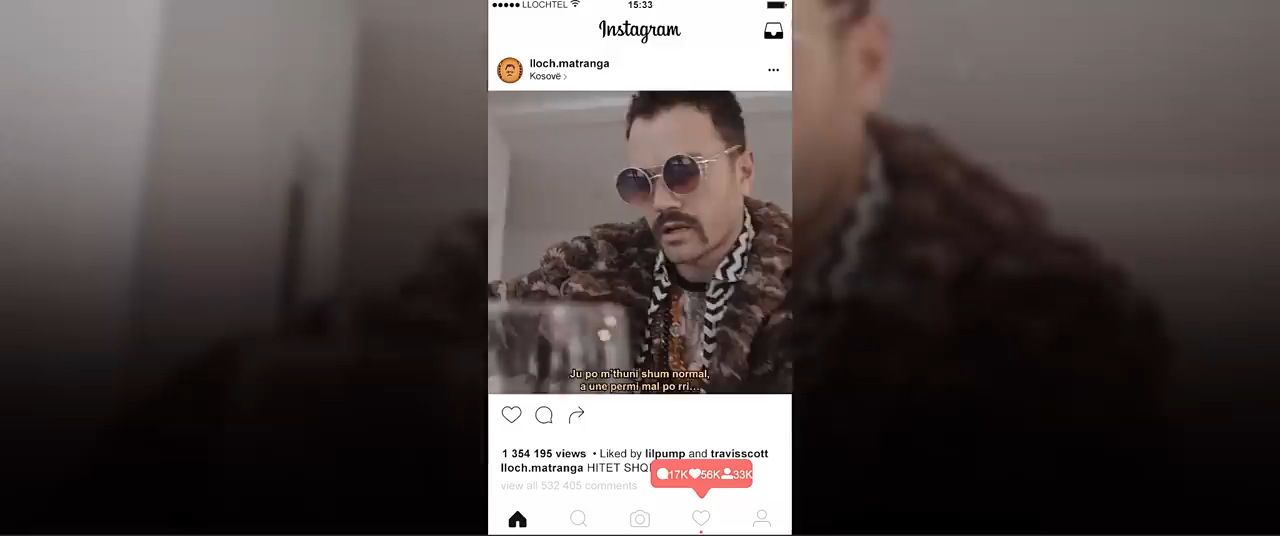 LLOCHTEL
15:33
Instagram
lloch.matranga
Kosovë >
Ju po m'thuni shum normal,
a une permi mal po rri...
1 354 195 views • Liked by lilpump and travisscott
lloch.matranga HITET SHQ
17K 56K 33K
view all 532 405 comments